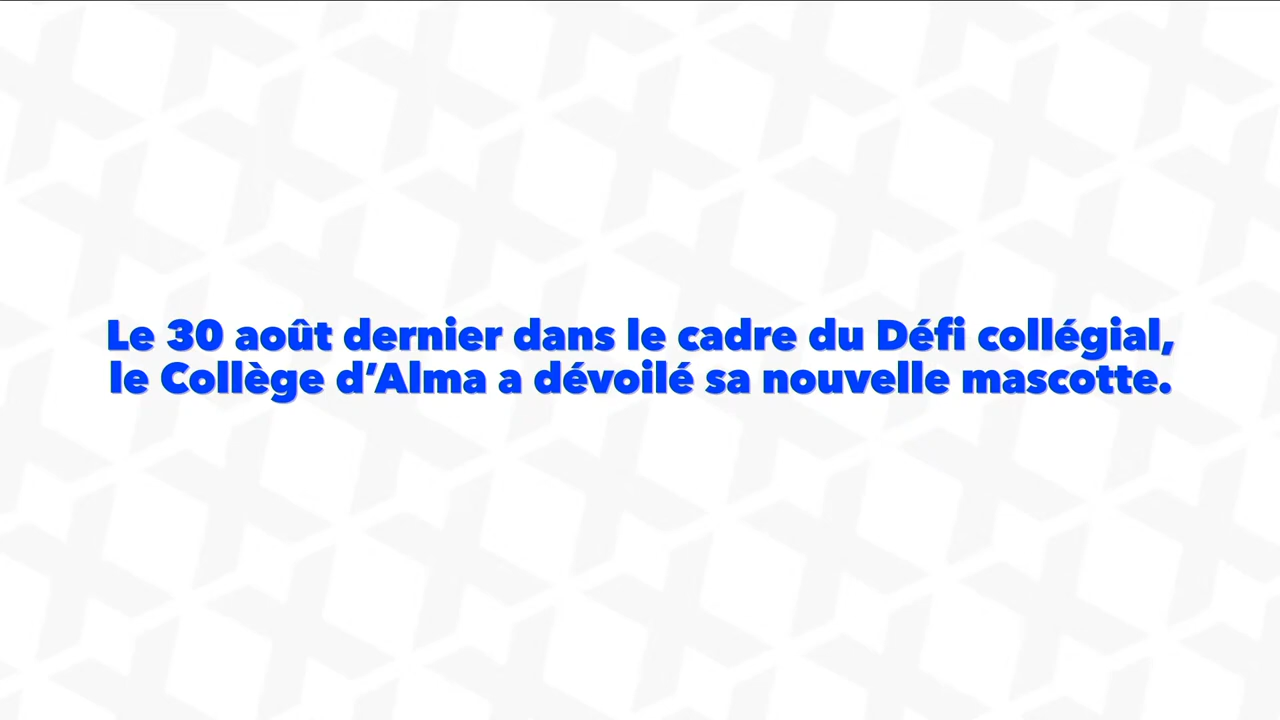 Le 30 août dernier dans le cadre du Défi collégial,
le Collège d’Alma a dévoilé sa nouvelle mascotte.